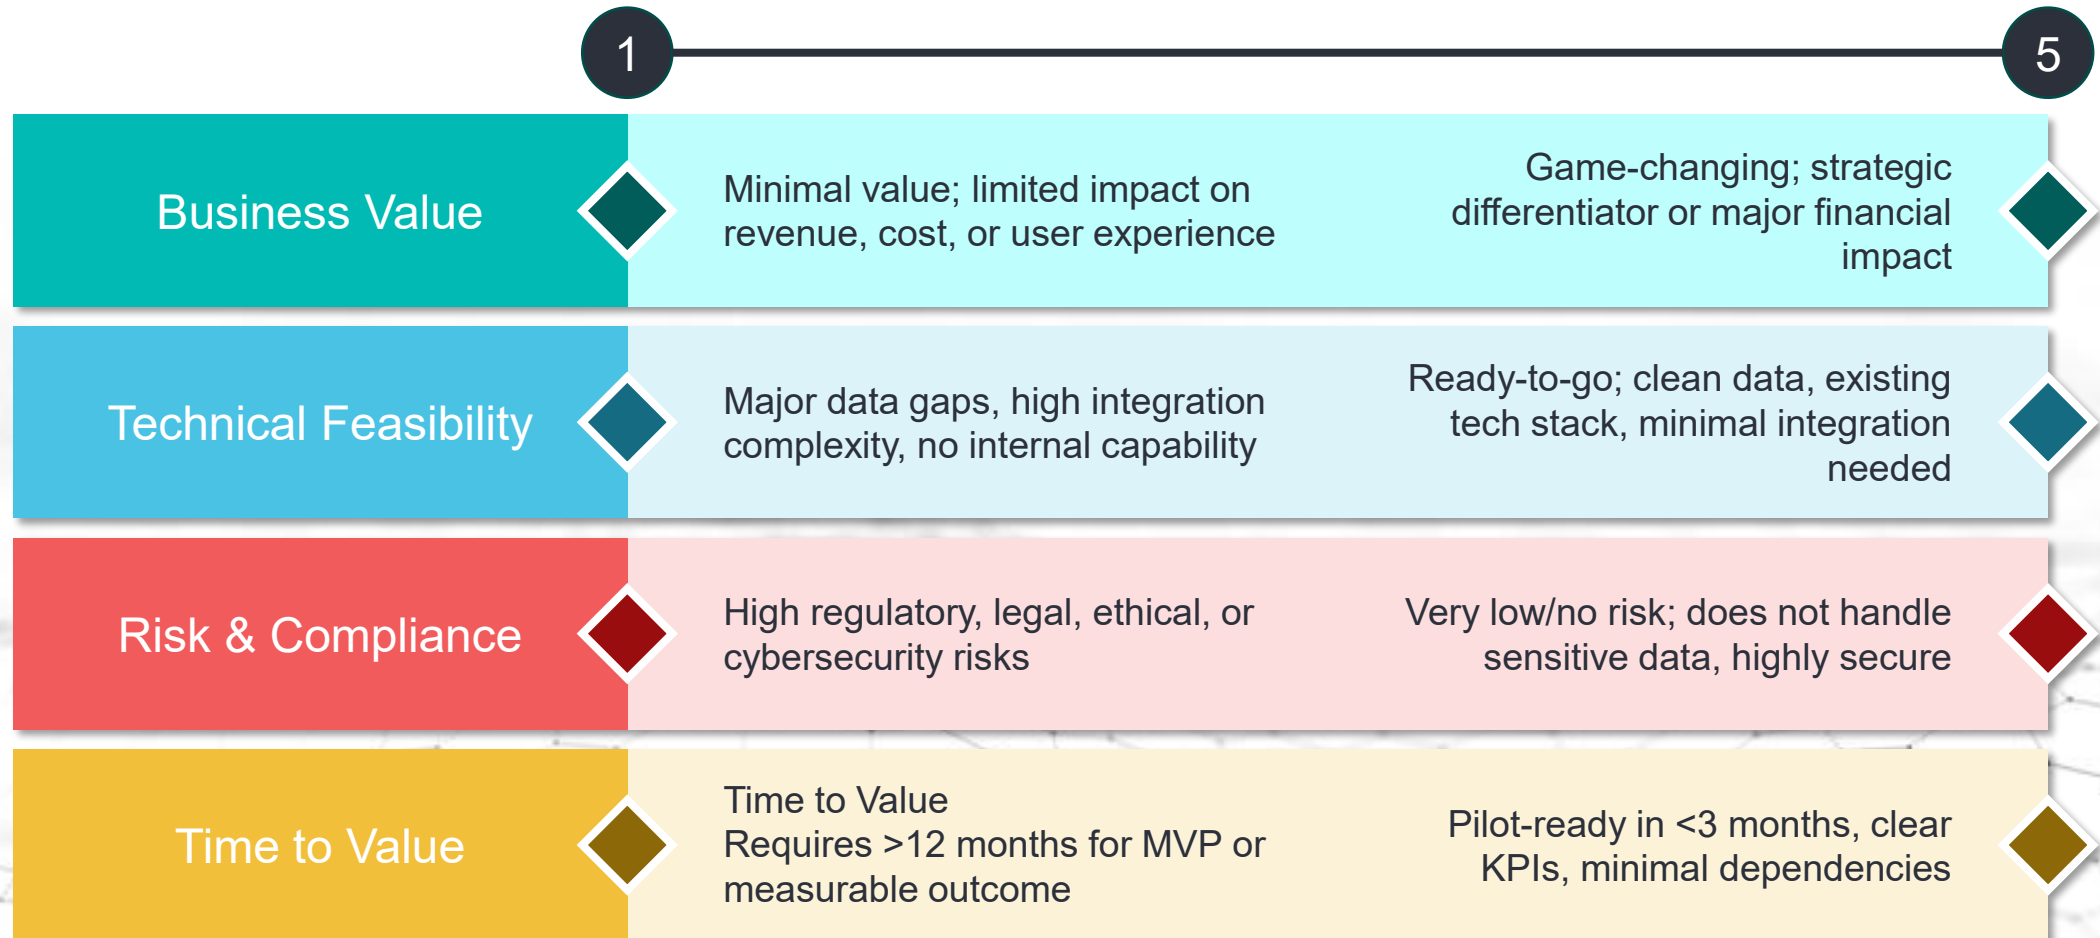 1
5
Business Value
Minimal value; limited impact on
revenue, cost, or user experience
Game-changing; strategic
differentiator or major financial
impact
Technical Feasibility
Major data gaps, high integration
complexity, no internal capability
Ready-to-go; clean data, existing
tech stack, minimal integration
needed
Risk & Compliance
High regulatory, legal, ethical, or
cybersecurity risks
Very low/no risk; does not handle
sensitive data, highly secure
Time to Value
Time to Value
Requires >12 months for MVP or
measurable outcome
Pilot-ready in <3 months, clear
KPIs, minimal dependencies